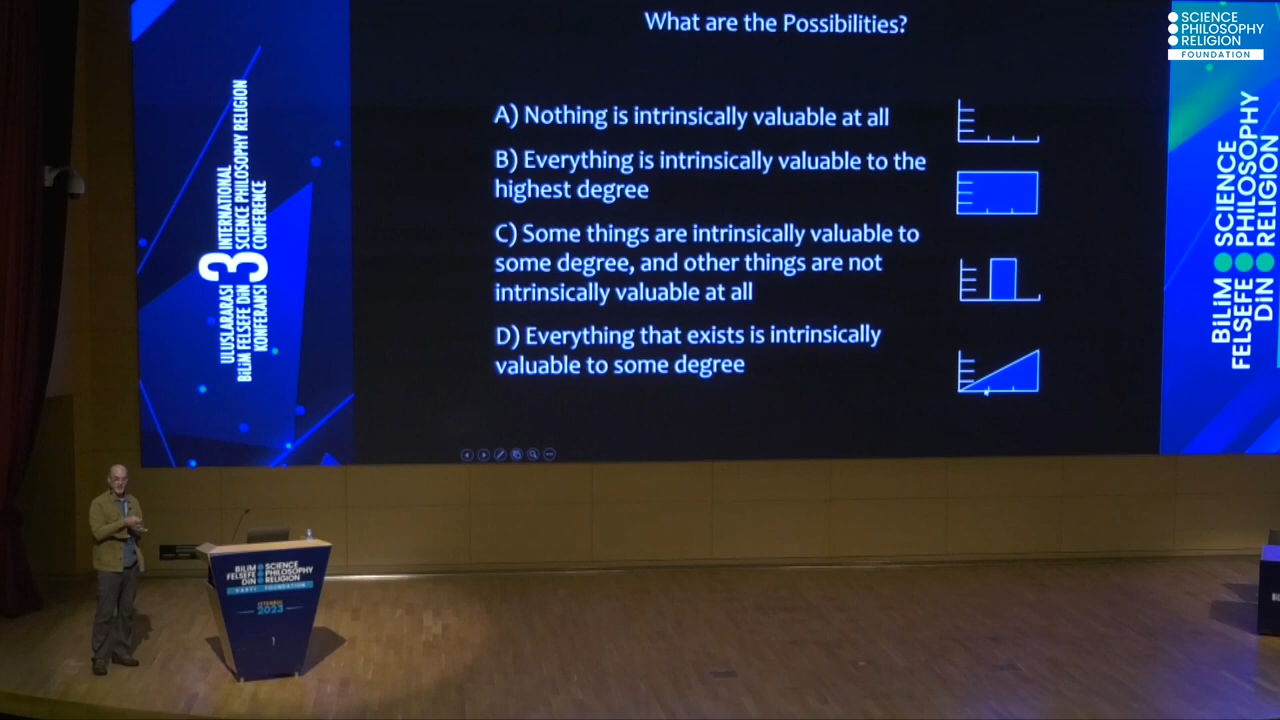 What are the Possibilities?
A) Nothing is intrinsically valuable at all
B) Everything is intrinsically valuable to the
highest degree
C) Some things are intrinsically valuable to
some degree, and other things are not
intrinsically valuable at all
D) Everything that exists is intrinsically
valuable to some degree
ULUSLARARASI
BİLİM FELSEFE DİN
KONFERANSI
3
INTERNATIONAL
SCIENCE PHILOSOPHY RELIGION
CONFERENCE
SCIENCE
PHILOSOPHY
RELIGION
FOUNDATION
BİLİM SCIENCE
FELSEFE PHILOSOPHY
DİN RELIGION
BİLİM SCIENCE
FELSEFE PHILOSOPHY
DİN RELIGION
VAKFI FOUNDATION
İSTANBUL
2023